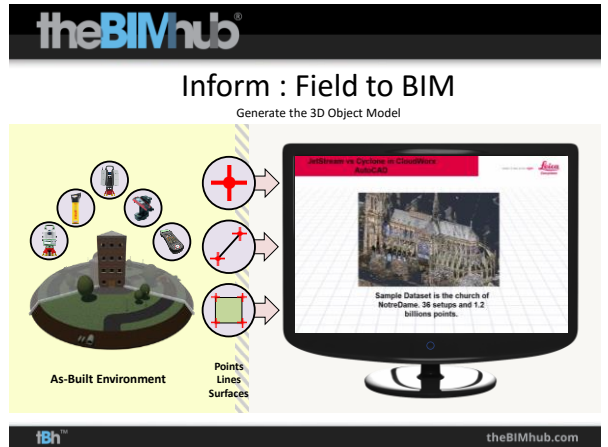 theBIMhub®
Inform : Field to BIM
Generate the 3D Object Model
JetStream vs Cyclone in CloudWorx
AutoCAD
Leica
Sample Dataset is the church of
NotreDame. 36 setups and 1.2
billions points.
As-Built Environment
Points
Lines
Surfaces
tBh™
theBIMhub.com